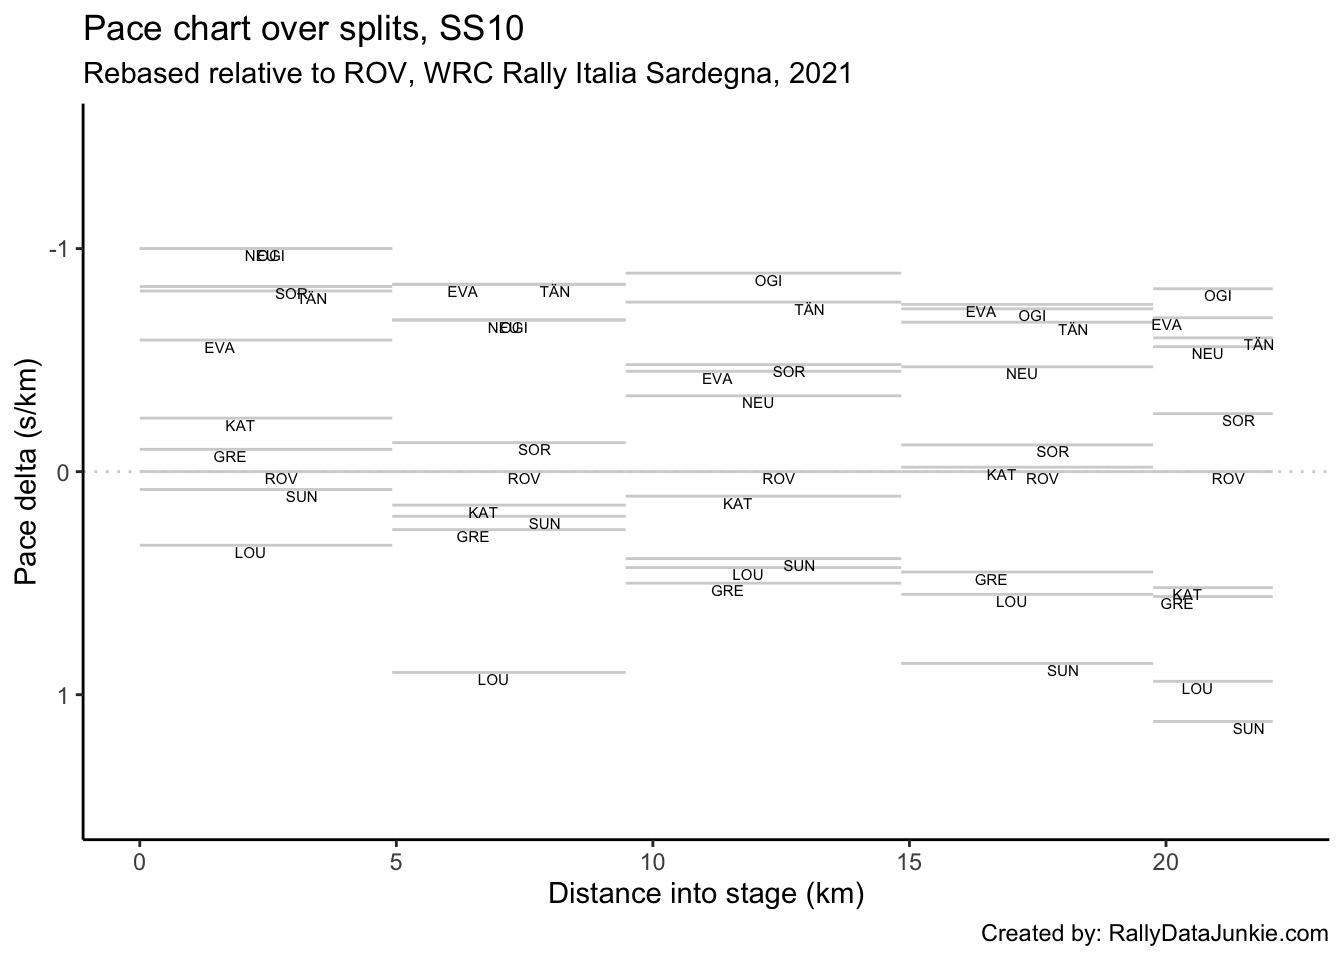 Pace chart over splits, SS10
Rebased relative to ROV, WRC Rally Italia Sardegna, 2021
Pace delta (s/km)
-1
0
1
NEU OGI
SOR
TÄN
EVA
KAT
GRE
ROV
SUN
LOU
EVA TÄN
NEU OGI
SOR
ROV
KAT
SUN
GRE
LOU
OGI
TÄN
SOR
EVA
NEU
ROV
KAT
SUN
LOU
GRE
EVA
OGI
TÄN
NEU
SOR
KAT
ROV
GRE
LOU
SUN
OGI
EVA
TÄN
NEU
SOR
ROV
KAT
GRE
LOU
SUN
0 5 10 15 20
Distance into stage (km)
Created by: RallyDataJunkie.com